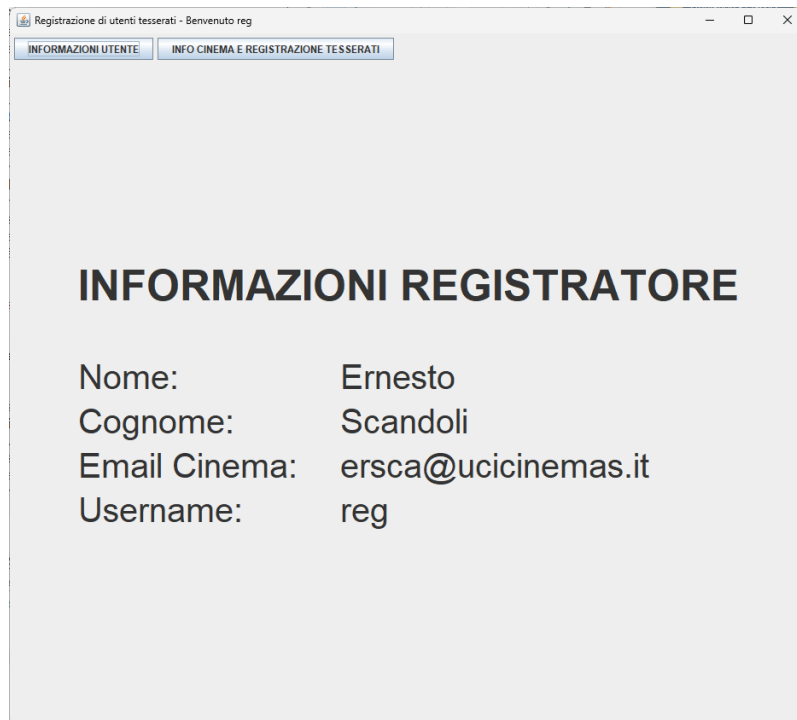 Registrazione di utenti tesserati - Benvenuto reg
INFORMAZIONI UTENTE INFO CINEMA E REGISTRAZIONE TESSERATI
INFORMAZIONI REGISTRATORE
Nome: Ernesto
Cognome: Scandoli
Email Cinema: ersca@ucicinemas.it
Username: reg